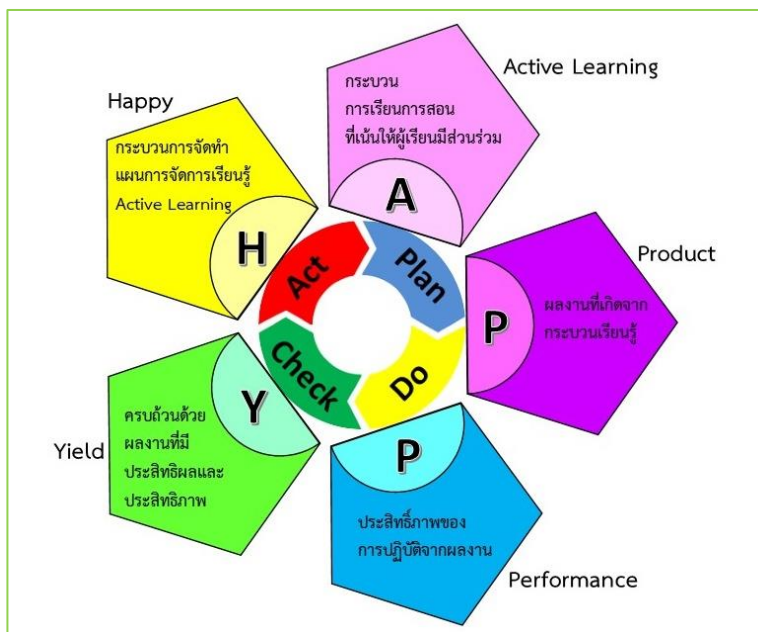 Happy
กระบวนการจัดทำ
แผนการจัดการเรียนรู้
Active Learning
H
Active Learning
กระบวน
การเรียนการสอน
ที่เน้นให้ผู้เรียนมีส่วนร่วม
A
Product
ผลงานที่เกิดจาก
กระบวนเรียนรู้
P
Performance
ประสิทธิ์ภาพของ
การปฏิบัติจากผลงาน
P
Yield
ครบถ้วนด้วย
ผลงานที่มี
ประสิทธิผลและ
ประสิทธิภาพ
Y
Plan
Do
Check
Act